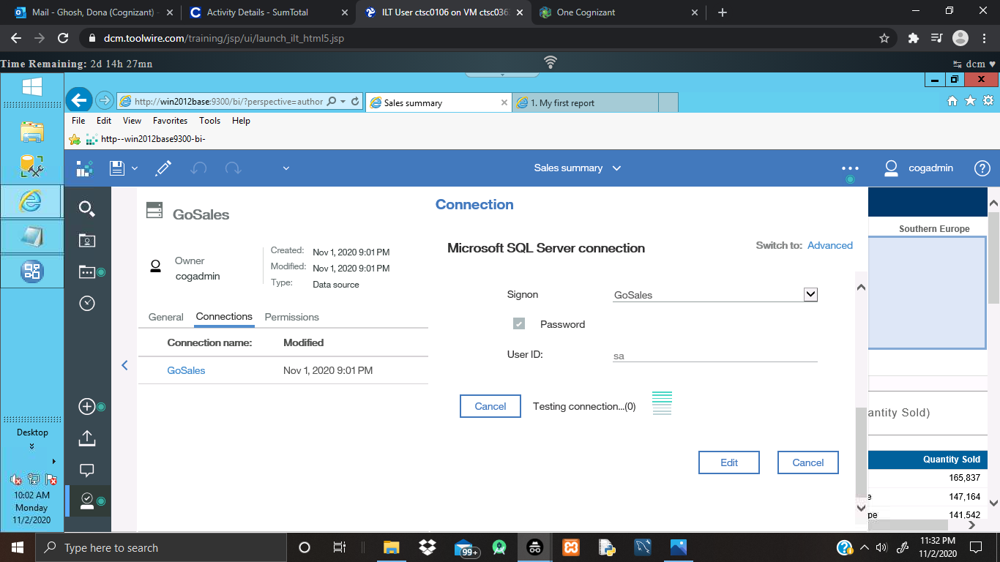 Mail - Ghosh, Dona (Cognizant)
Activity Details - SumTotal
ILT User ctsc0106 on VM ctsc036
One Cognizant
dcm.toolwire.com/training/jsp/ui/launch_ilt_html5.jsp
Time Remaining: 2d 14h 27mn
dcm
http://win2012base:9300/bi/?perspective=author
Sales summary
1. My first report
File Edit View Favorites Tools Help
http--win2012base9300-bi-
Sales summary
cogadmin
?
GoSales
Owner
cogadmin
Created: Nov 1, 2020 9:01 PM
Modified: Nov 1, 2020 9:01 PM
Type: Data source
General Connections Permissions
Connection name: Modified
GoSales Nov 1, 2020 9:01 PM
Connection
Microsoft SQL Server connection
Switch to: Advanced
Signon GoSales
Password
User ID: sa
Cancel Testing connection...(0)
Edit Cancel
Southern Europe
antity Sold)
Quantity Sold
165,837
e 147,164
pe 141,542
Desktop
10:02 AM
Monday
11/2/2020
Type here to search
99+
11:32 PM
11/2/2020